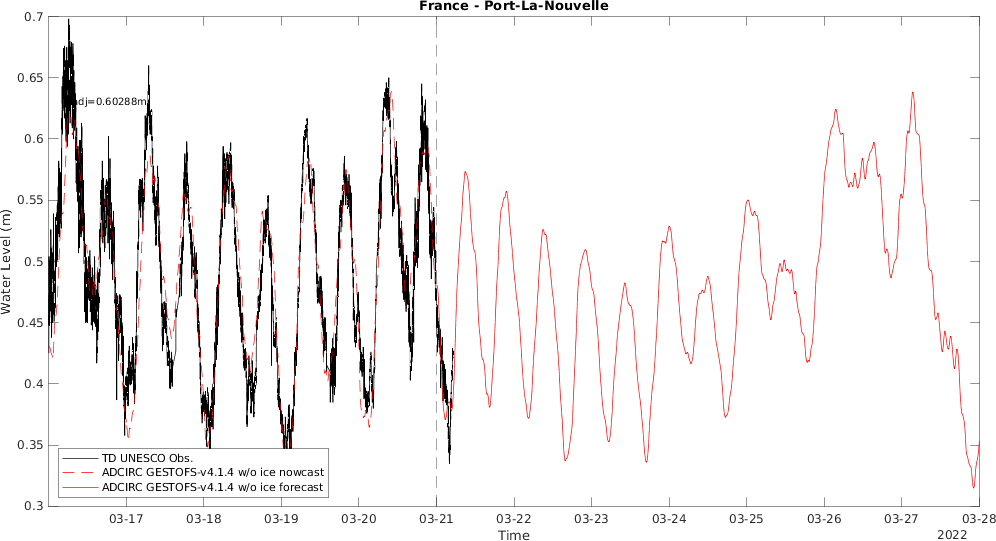 France - Port-La-Nouvelle
0.7
0.65
0.6
0.55
0.5
0.45
0.4
0.35
0.3
Water Level (m)
adj=0.60288m
TD UNESCO Obs.
ADCIRC GESTOFS-v4.1.4 w/o ice nowcast
ADCIRC GESTOFS-v4.1.4 w/o ice forecast
03-17 03-18 03-19 03-20 03-21 03-22 03-23 03-24 03-25 03-26 03-27 03-28
Time
2022